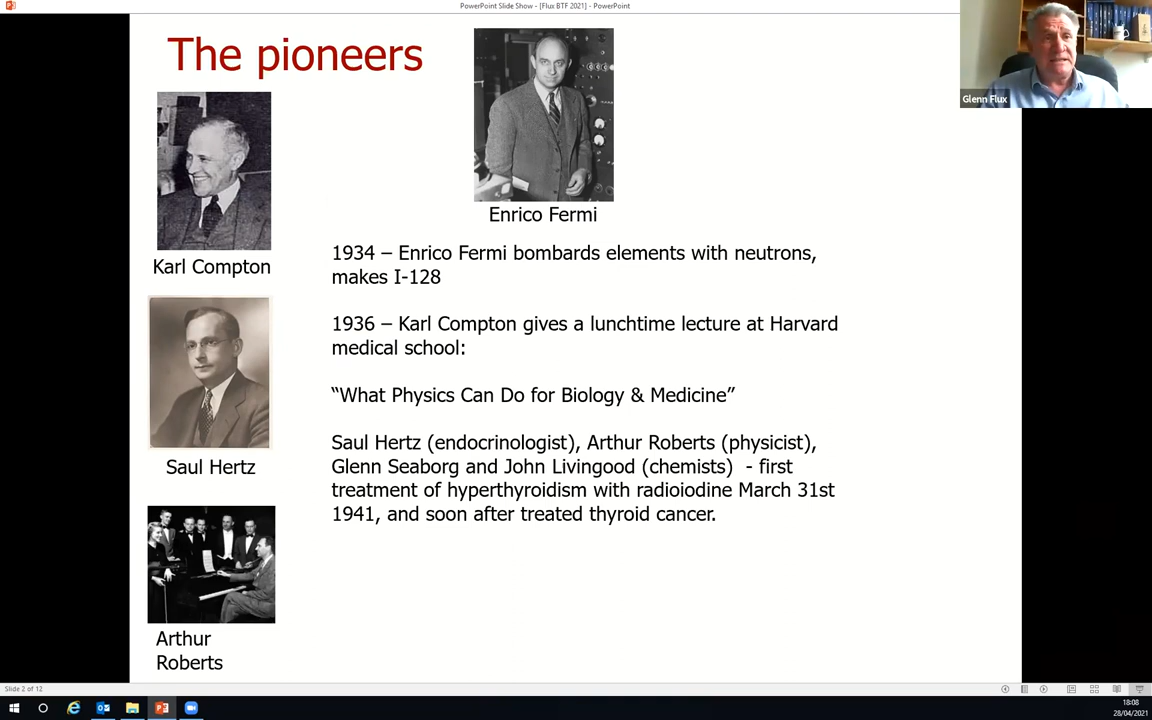 PowerPoint Slide Show - [Flux BTF 2021] - PowerPoint
The pioneers
Glenn Flux
Enrico Fermi
Karl Compton
1934 – Enrico Fermi bombards elements with neutrons,
makes I-128
1936 – Karl Compton gives a lunchtime lecture at Harvard
medical school:
“What Physics Can Do for Biology & Medicine”
Saul Hertz (endocrinologist), Arthur Roberts (physicist),
Glenn Seaborg and John Livingood (chemists)  - first
treatment of hyperthyroidism with radioiodine March 31st
1941, and soon after treated thyroid cancer.
Saul Hertz
Arthur
Roberts
Slide 2 of 12
18:08
28/04/2021